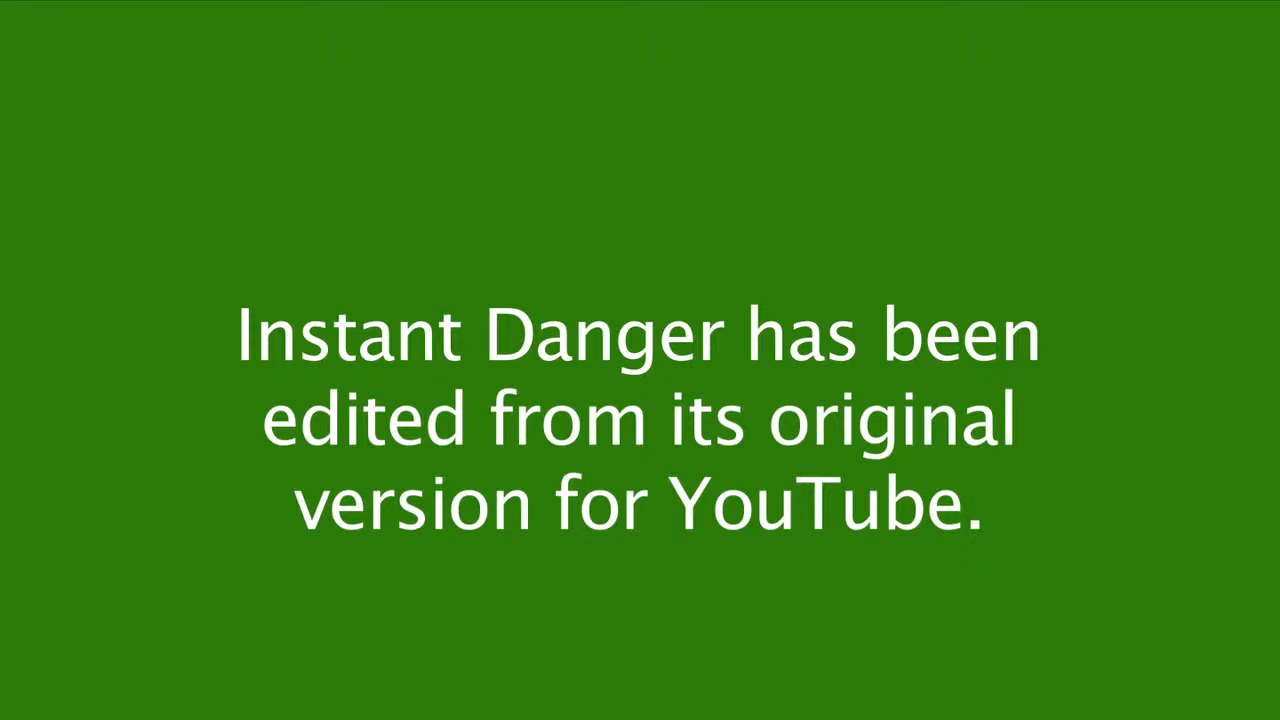 Instant Danger has been
edited from its original
version for YouTube.